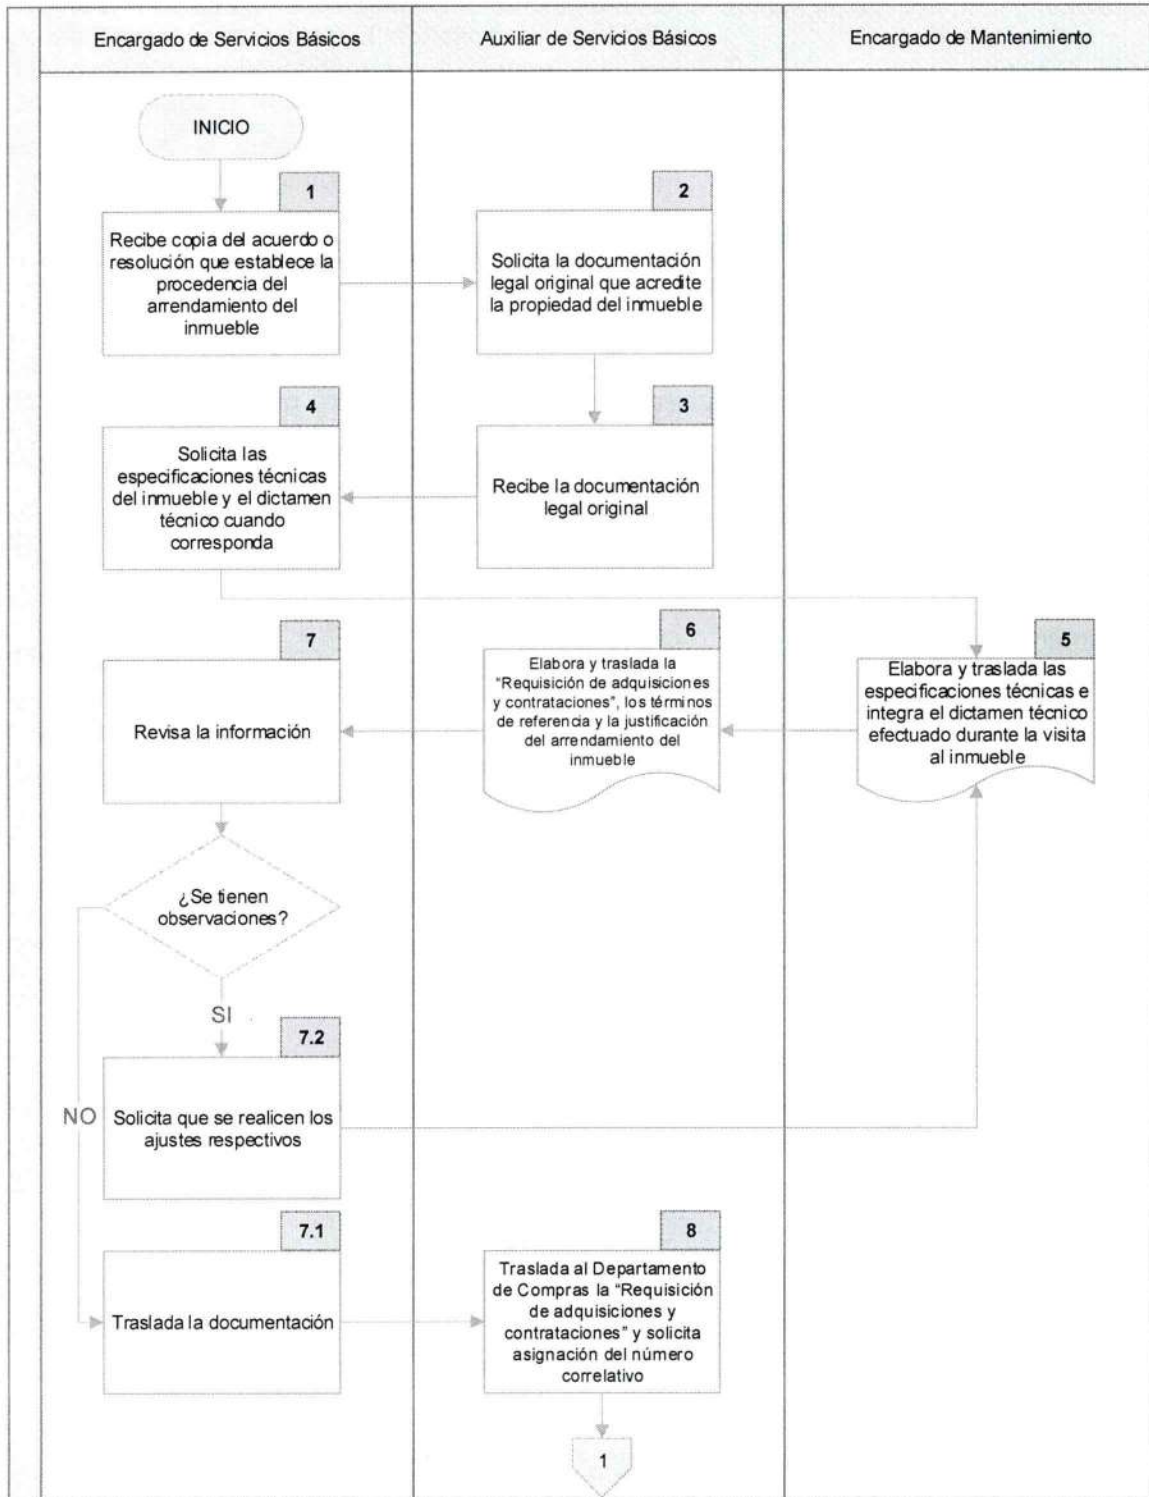 Encargado de Servicios Básicos
Auxiliar de Servicios Básicos
Encargado de Mantenimiento
INICIO
1
Recibe copia del acuerdo o
resolución que establece la
procedencia del
arrendamiento del
inmueble
2
Solicita la documentación
legal original que acredite
la propiedad del inmueble
3
Recibe la documentación
legal original
4
Solicita las
especificaciones técnicas
del inmueble y el dictamen
técnico cuando
corresponda
5
Elabora y traslada las
especificaciones técnicas e
integra el dictamen técnico
efectuado durante la visita
al inmueble
6
Elabora y traslada la
“Requisición de adquisiciones
y contrataciones”, los términos
de referencia y la justificación
del arrendamiento del
inmueble
7
Revisa la información
¿Se tienen
observaciones?
SI
NO
7.2
Solicita que se realicen los
ajustes respectivos
7.1
Traslada la documentación
8
Traslada al Departamento
de Compras la “Requisición
de adquisiciones y
contrataciones” y solicita
asignación del número
correlativo
1